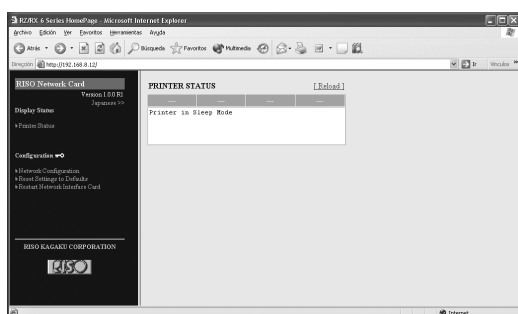 RZ/RX 6 Series HomePage - Microsoft Internet Explorer
Archivo Edición Ver Favoritos Herramientas Ayuda
Atrás Búsqueda Favoritos Multimedia
Dirección http://192.168.8.12/ Ir Vínculos »
RISO Network Card
Version 1.0.0 R1
Japanese >>
Display Status
Printer Status
Configuration
Network Configuration
Reset Settings to Defaults
Restart Network Interface Card
RISO KAGAKU CORPORATION
RISO
PRINTER STATUS [ Reload ]
--- --- --- ---
Printer in Sleep Mode
Internet